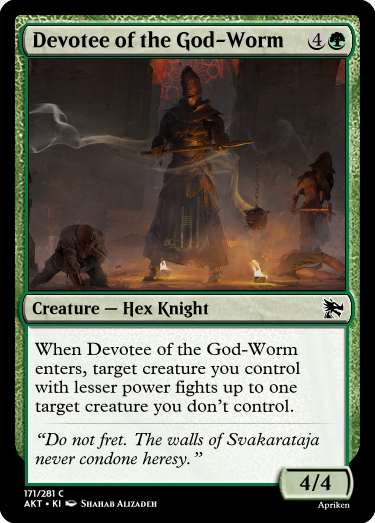 Devotee of the God-Worm 4
Creature — Hex Knight
When Devotee of the God-Worm
enters, target creature you control
with lesser power fights up to one
target creature you don't control.
“Do not fret. The walls of Svakarataja
never condone heresy.”
4/4
171/281 C
AKT • KI Shahab Alizadeh
Apriken